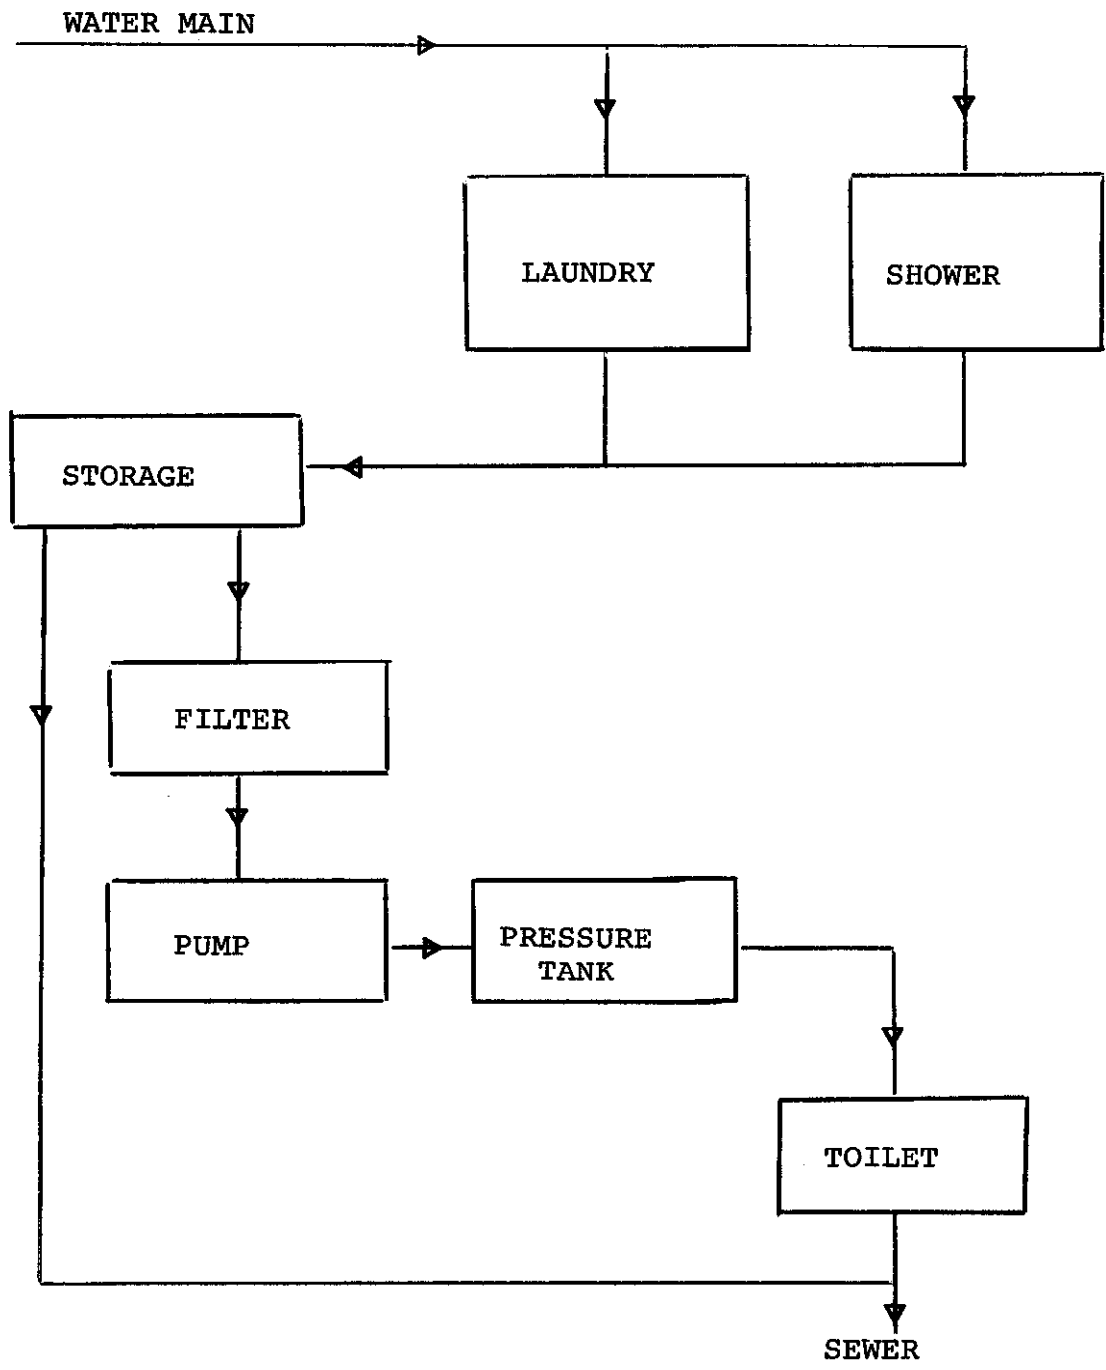 WATER MAIN
LAUNDRY
SHOWER
STORAGE
FILTER
PUMP
PRESSURE
TANK
TOILET
SEWER